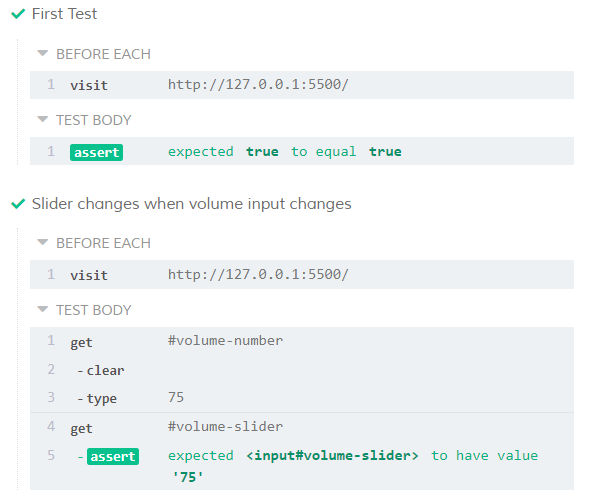 First Test
BEFORE EACH
1 visit http://127.0.0.1:5500/
TEST BODY
1 assert expected true to equal true
Slider changes when volume input changes
BEFORE EACH
1 visit http://127.0.0.1:5500/
TEST BODY
1 get #volume-number
2 -clear
3 -type 75
4 get #volume-slider
5 -assert expected <input#volume-slider> to have value
'75'